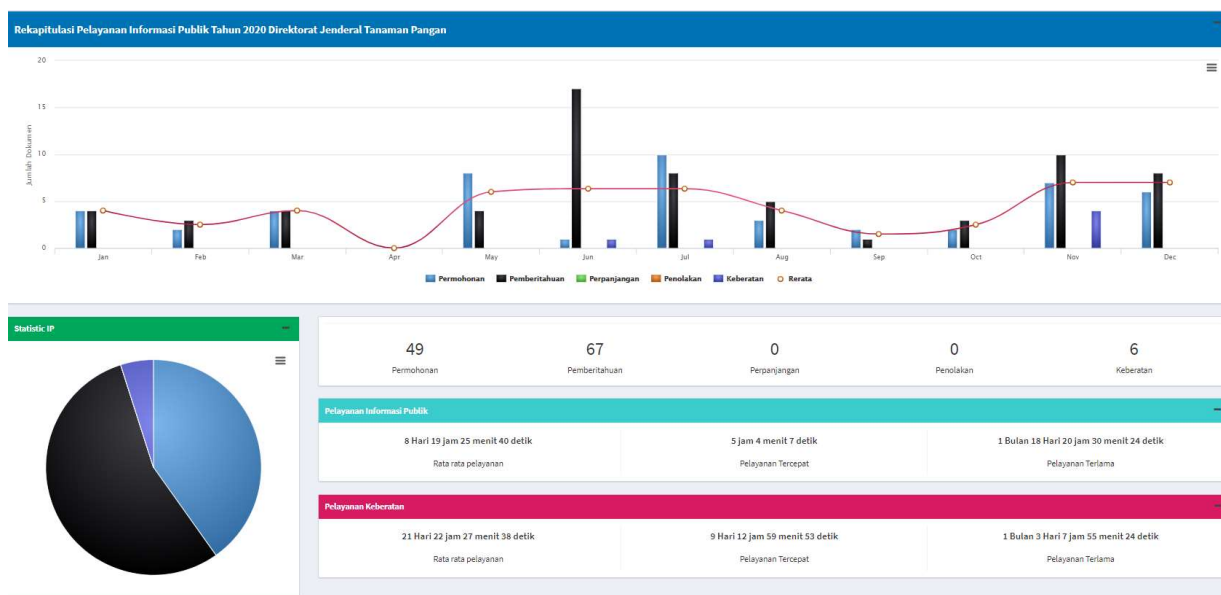 Rekapitulasi Pelayanan Informasi Publik Tahun 2020 Direktorat Jenderal Tanaman Pangan
20
15
10
5
0
Jumlah Dokumen
Jan Feb Mar Apr May Jun Jul Aug Sep Oct Nov Dec
Permohonan Pemberitahuan Perpanjangan Penolakan Keberatan Rerata
Statistic IP
49 67 0 0 6
Permohonan Pemberitahuan Perpanjangan Penolakan Keberatan
Pelayanan Informasi Publik
8 Hari 19 jam 25 menit 40 detik 5 jam 4 menit 7 detik 1 Bulan 18 Hari 20 jam 30 menit 24 detik
Rata rata pelayanan Pelayanan Tercepat Pelayanan Terlama
Pelayanan Keberatan
21 Hari 22 jam 27 menit 38 detik 9 Hari 12 jam 59 menit 53 detik 1 Bulan 3 Hari 7 jam 55 menit 24 detik
Rata rata pelayanan Pelayanan Tercepat Pelayanan Terlama